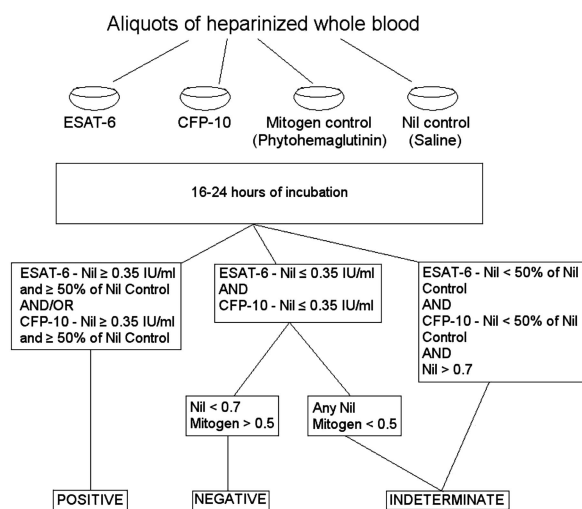 Aliquots of heparinized whole blood
ESAT-6
CFP-10
Mitogen control
(Phytohemaglutinin)
Nil control
(Saline)
16-24 hours of incubation
ESAT-6 - Nil ≥ 0.35 IU/ml
and ≥ 50% of Nil Control
AND/OR
CFP-10 - Nil ≥ 0.35 IU/ml
and ≥ 50% of Nil Control
ESAT-6 - Nil ≤ 0.35 IU/ml
AND
CFP-10 - Nil ≤ 0.35 IU/ml
ESAT-6 - Nil < 50% of Nil
Control
AND
CFP-10 - Nil < 50% of Nil
Control
AND
Nil > 0.7
Nil < 0.7
Mitogen > 0.5
Any Nil
Mitogen < 0.5
POSITIVE
NEGATIVE
INDETERMINATE